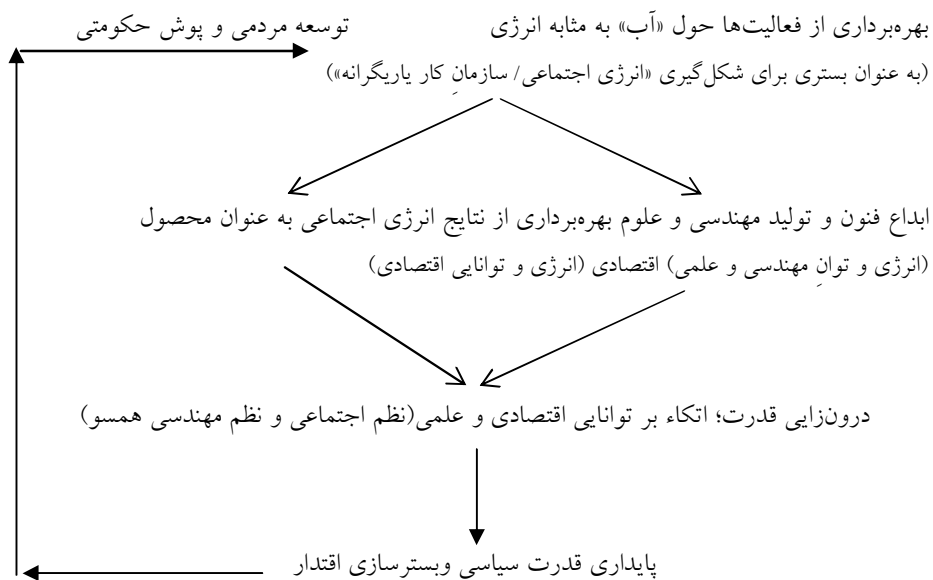 بهره‌برداری از فعالیت‌ها حول «آب» به مثابه انرژی توسعه مردمی و پوش حکومتی
(به عنوان بستری برای شکل‌گیری «انرژی اجتماعی/ سازمانِ کار یاریگرانه»)
ابداع فنون و تولید مهندسی و علوم بهره‌برداری از نتایج انرژی اجتماعی به عنوان محصول
(انرژی و توانِ مهندسی و علمی) اقتصادی (انرژی و توانایی اقتصادی)
درون‌زایی قدرت؛ اتکاء بر توانایی اقتصادی و علمی(نظم اجتماعی و نظم مهندسی همسو)
پایداری قدرت سیاسی وبسترسازی اقتدار